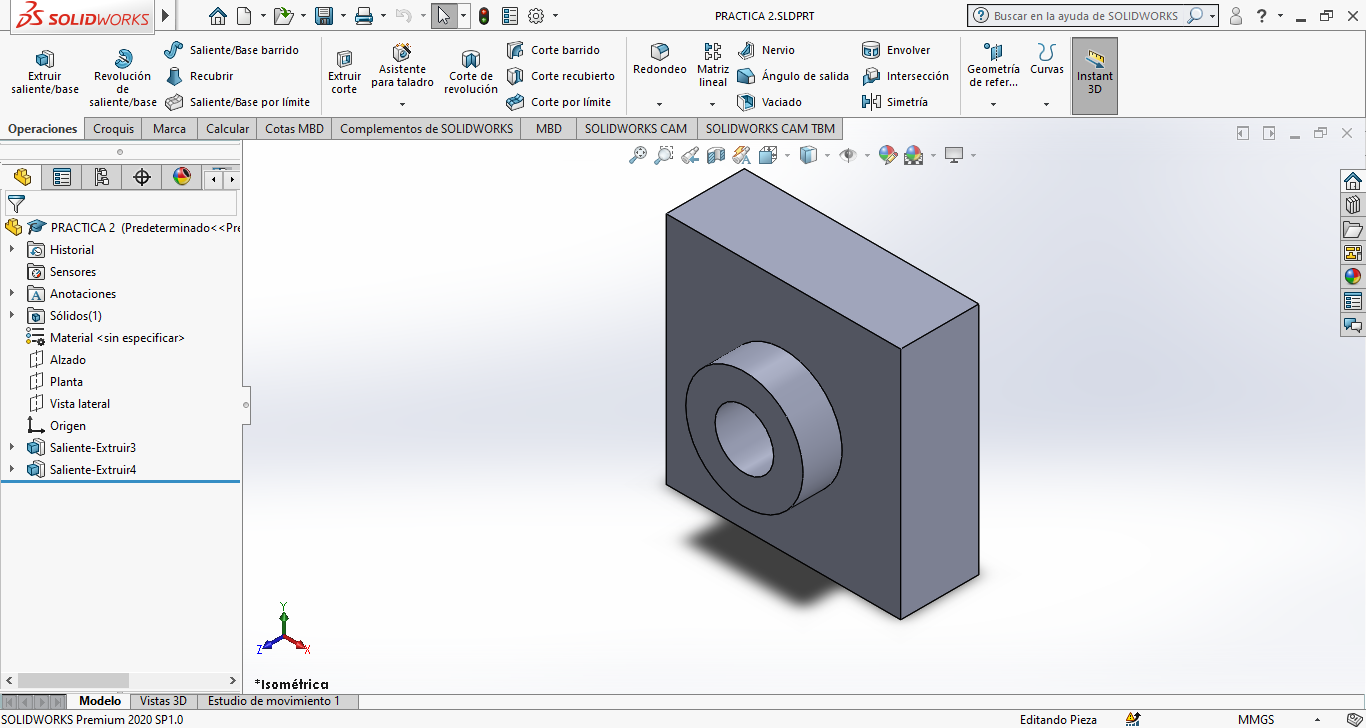 SOLIDWORKS
PRACTICA 2.SLDPRT
Buscar en la ayuda de SOLIDWORKS
Extruir saliente/base
Revolución de saliente/base
Saliente/Base barrido
Recubrir
Saliente/Base por límite
Extruir corte
Asistente para taladro
Corte de revolución
Corte barrido
Corte recubierto
Corte por límite
Redondeo
Matriz lineal
Nervio
Ángulo de salida
Vaciado
Envolver
Intersección
Simetría
Geometría de refer...
Curvas
Instant 3D
Operaciones
Croquis
Marca
Calcular
Cotas MBD
Complementos de SOLIDWORKS
MBD
SOLIDWORKS CAM
SOLIDWORKS CAM TBM
PRACTICA 2 (Predeterminado<<Pre
Historial
Sensores
Anotaciones
Sólidos(1)
Material <sin especificar>
Alzado
Planta
Vista lateral
Origen
Saliente-Extruir3
Saliente-Extruir4
Y
Z
X
*Isométrica
Modelo
Vistas 3D
Estudio de movimiento 1
SOLIDWORKS Premium 2020 SP1.0
Editando Pieza
MMGS